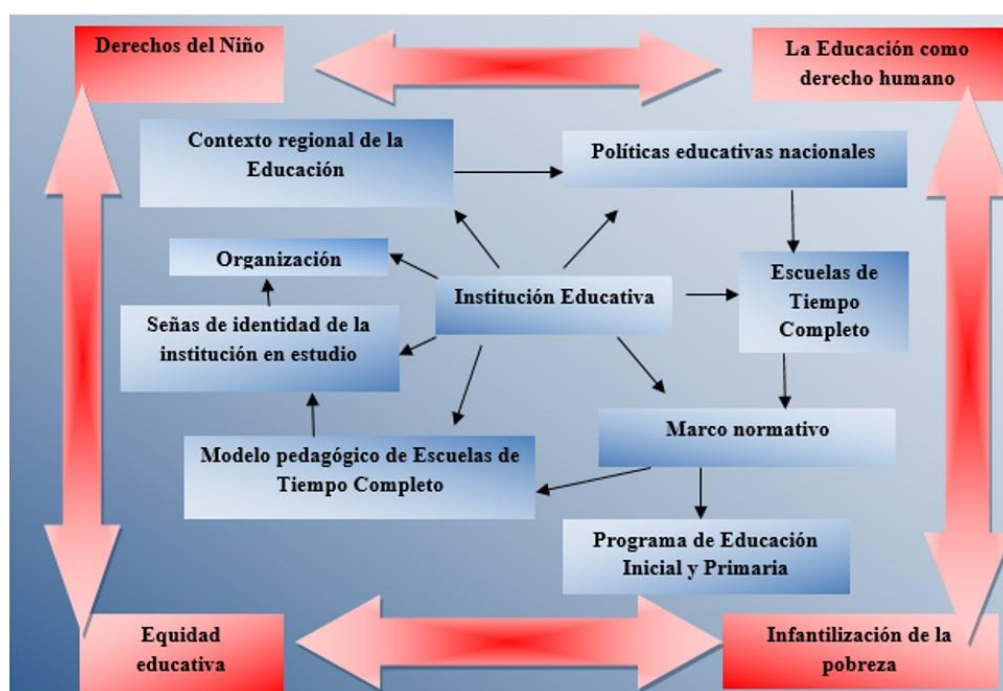 Derechos del Niño
La Educación como
derecho humano
Contexto regional de la
Educación
Políticas educativas nacionales
Organización
Institución Educativa
Escuelas de
Tiempo
Completo
Señas de identidad de la
institución en estudio
Marco normativo
Modelo pedagógico de Escuelas de
Tiempo Completo
Programa de Educación
Inicial y Primaria
Equidad
educativa
Infantilización de la
pobreza